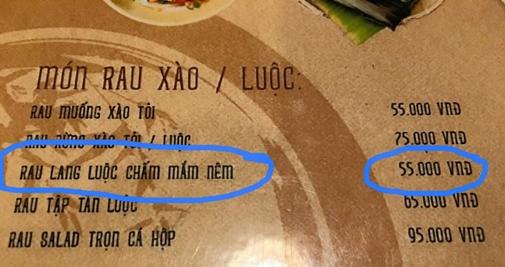 MÓN RAU XÀO / LUỘC:
RAU MUỐNG XÀO TỎI 55.000 VNĐ
RAU RỪNG XÀO TỎI / LUỘC 75.000 VNĐ
RAU LANG LUỘC CHẤM MẮM NÊM 55.000 VNĐ
RAU TẬP TÀN LUỘC 65.000 VNĐ
RAU SALAD TRỘN CÁ HỘP 95.000 VNĐ